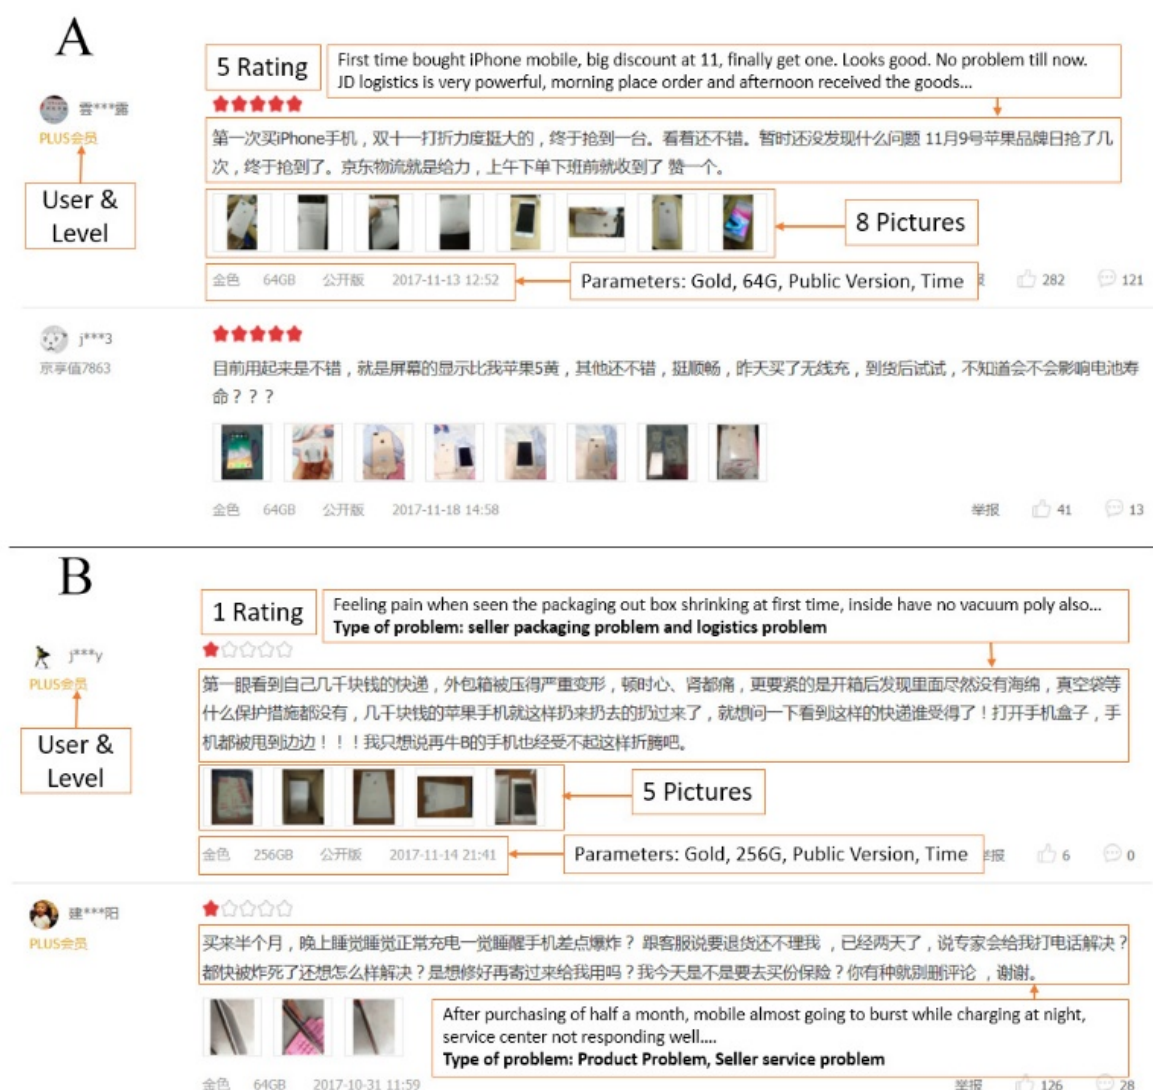 A
5 Rating
First time bought iPhone mobile, big discount at 11, finally get one. Looks good. No problem till now.
JD logistics is very powerful, morning place order and afternoon received the goods...
雲***露
PLUS会员
第一次买iPhone手机，双十一打折力度挺大的，终于抢到一台。看着还不错。暂时还没发现什么问题 11月9号苹果品牌日抢了几
次，终于抢到了。京东物流就是给力，上午下单下班前就收到了 赞一个。
User &
Level
8 Pictures
金色 64GB 公开版 2017-11-13 12:52
Parameters: Gold, 64G, Public Version, Time
282 121
j***3
京享值7863
目前用起来是不错，就是屏幕的显示比我苹果5黄，其他还不错，挺顺畅，昨天买了无线充，到货后试试，不知道会不会影响电池寿
命？？？
金色 64GB 公开版 2017-11-18 14:58
举报 41 13
B
1 Rating
Feeling pain when seen the packaging out box shrinking at first time, inside have no vacuum poly also...
Type of problem: seller packaging problem and logistics problem
j***y
PLUS会员
第一眼看到自己几千块钱的快递，外包箱被压得严重变形，顿时心、肾都痛，更要紧的是开箱后发现里面尽然没有海绵，真空袋等
什么保护措施都没有，几千块钱的苹果手机就这样扔来扔去的扔过来了，就想问一下看到这样的快递谁受得了！打开手机盒子，手
机都被甩到边边！！！我只想说再牛B的手机也经受不起这样折腾吧。
User &
Level
5 Pictures
金色 256GB 公开版 2017-11-14 21:41
Parameters: Gold, 256G, Public Version, Time
6 0
建***阳
PLUS会员
买来半个月，晚上睡觉睡觉正常充电一觉睡醒手机差点爆炸？ 跟客服说要退货还不理我 ，已经两天了，说专家会给我打电话解决？
都快被炸死了还想怎么样解决？是想修好再寄过来给我用吗？我今天是不是要去买份保险？你有种就别删评论 ，谢谢。
After purchasing of half a month, mobile almost going to burst while charging at night,
service center not responding well....
Type of problem: Product Problem, Seller service problem
金色 64GB 2017-10-31 11:59
举报 126 28